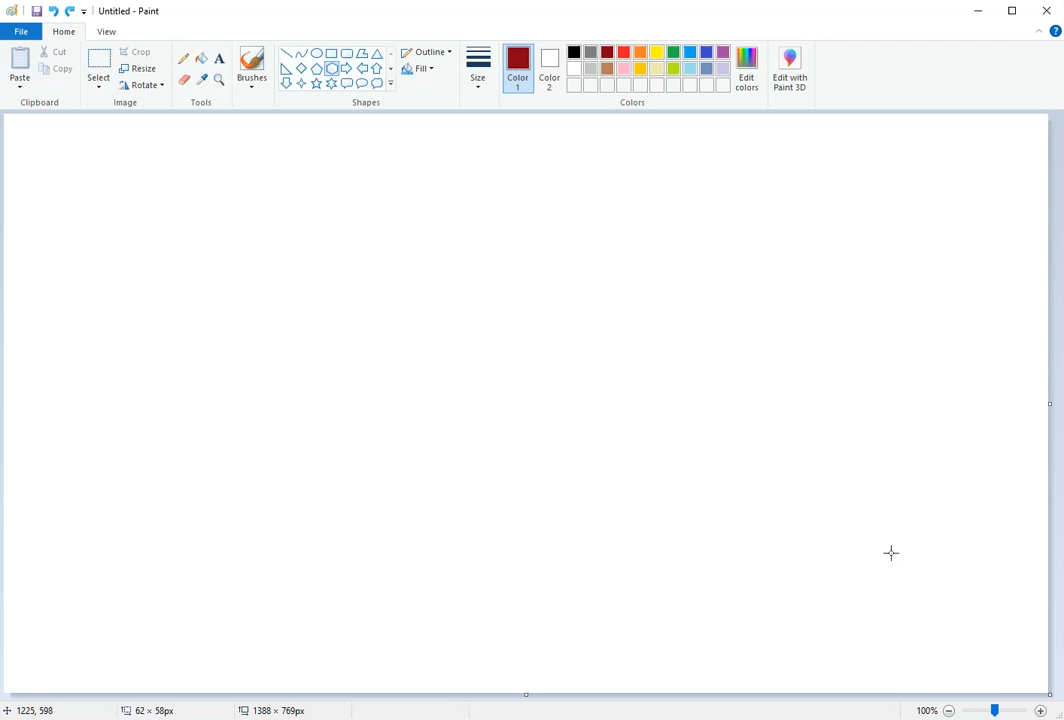 Untitled - Paint
File Home View
Paste Cut Copy
Clipboard
Select Crop Resize Rotate
Image
A
Tools
Brushes
Outline Fill
Shapes
Size
Color 1
Color 2
Edit colors
Colors
Edit with Paint 3D
1225, 598 62 × 58px 1388 × 769px 100%